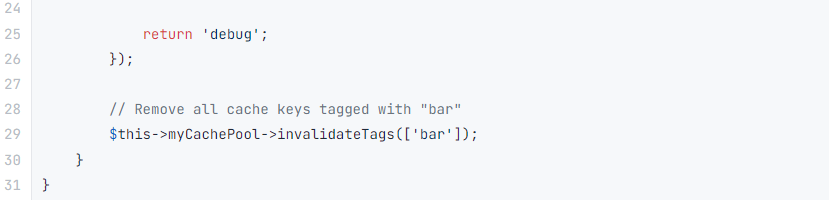 24
25             return 'debug';
26         });
27
28         // Remove all cache keys tagged with "bar"
29         $this->myCachePool->invalidateTags(['bar']);
30     }
31 }